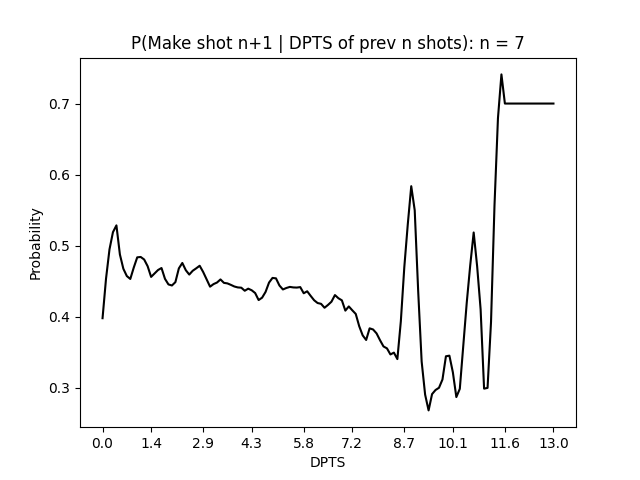 P(Make shot n+1 | DPTS of prev n shots): n = 7
Probability
0.7
0.6
0.5
0.4
0.3
0.0 1.4 2.9 4.3 5.8 7.2 8.7 10.1 11.6 13.0
DPTS